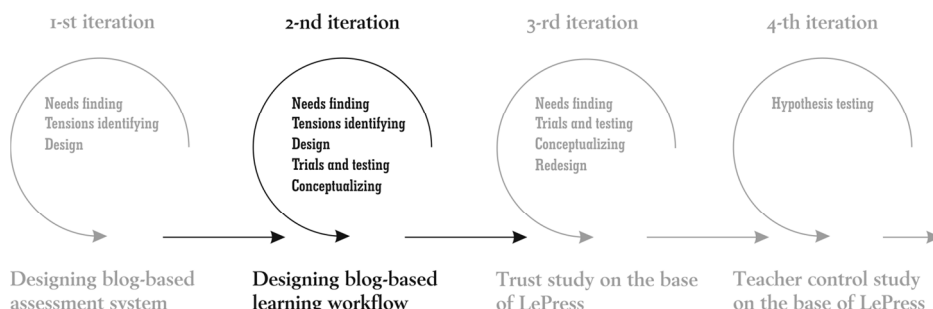 1-st iteration
2-nd iteration
3-rd iteration
4-th iteration
Needs finding
Tensions identifying
Design
Needs finding
Tensions identifying
Design
Trials and testing
Conceptualizing
Needs finding
Trials and testing
Conceptualizing
Redesign
Hypothesis testing
Designing blog-based
assessment system
Designing blog-based
learning workflow
Trust study on the base
of LePress
Teacher control study
on the base of LePress